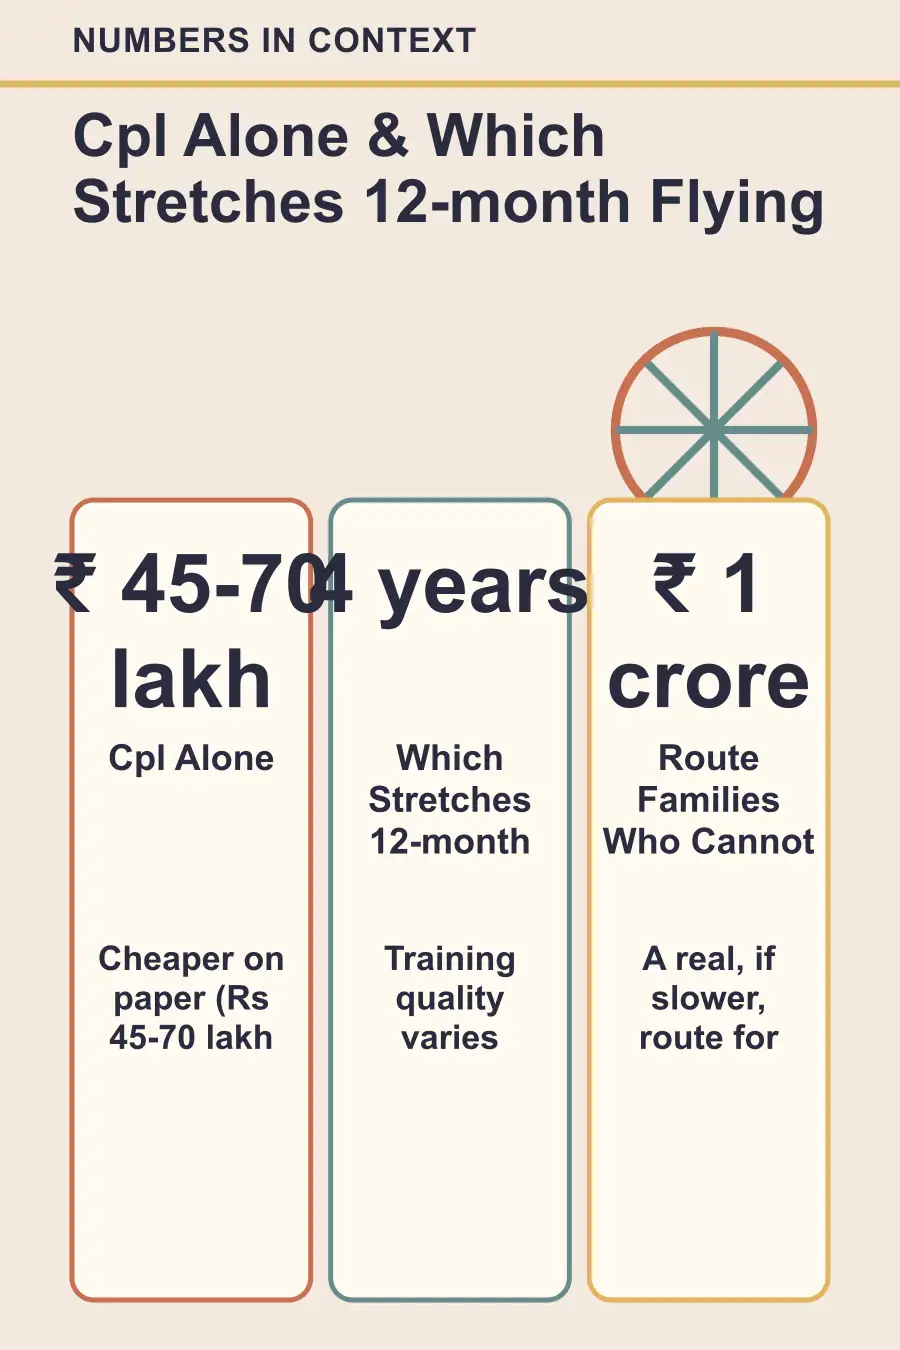 NUMBERS IN CONTEXT
Cpl Alone & Which
Stretches 12-month Flying
₹ 45-70
lakh
Cpl Alone
Cheaper on
paper (Rs
45-70 lakh
4 years
Which
Stretches
12-month
Training
quality
varies
₹ 1
crore
Route
Families
Who Cannot
A real, if
slower,
route for